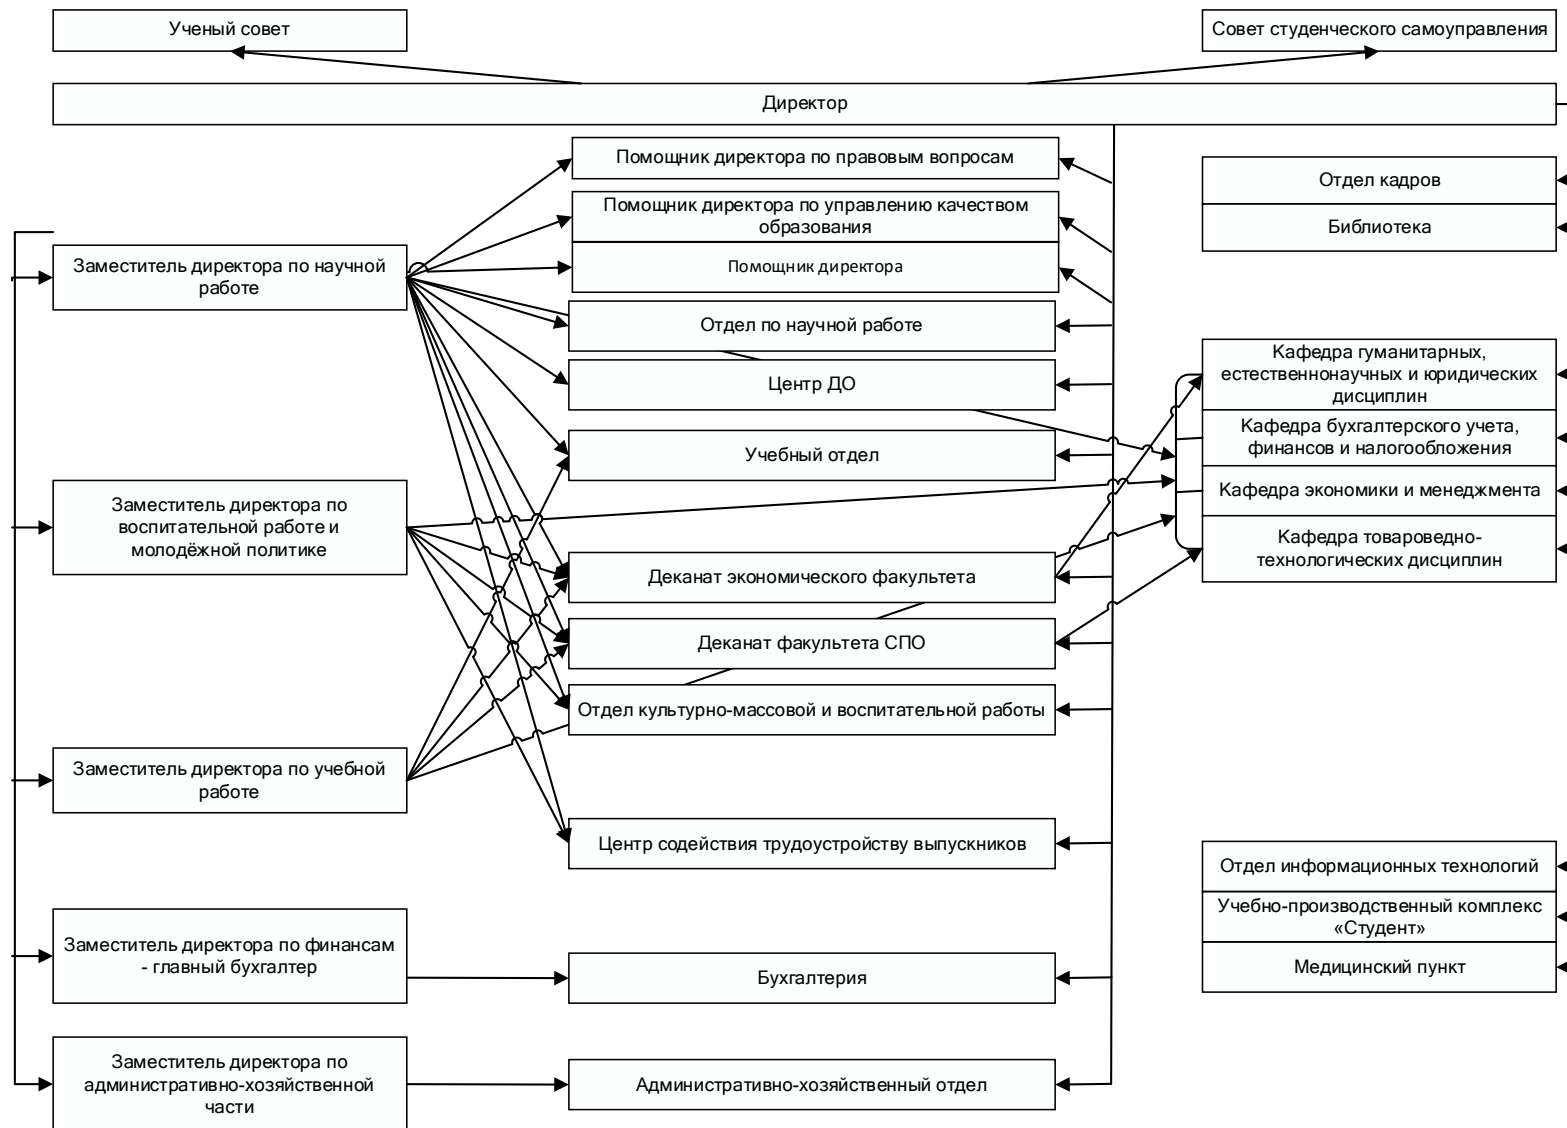 Ученый совет
Совет студенческого самоуправления
Директор
Помощник директора по правовым вопросам
Помощник директора по управлению качеством
образования
Помощник директора
Отдел по научной работе
Центр ДО
Учебный отдел
Деканат экономического факультета
Деканат факультета СПО
Отдел культурно-массовой и воспитательной работы
Центр содействия трудоустройству выпускников
Бухгалтерия
Административно-хозяйственный отдел
Заместитель директора по научной
работе
Заместитель директора по
воспитательной работе и
молодёжной политике
Заместитель директора по учебной
работе
Заместитель директора по финансам
- главный бухгалтер
Заместитель директора по
административно-хозяйственной
части
Отдел кадров
Библиотека
Кафедра гуманитарных,
естественнонаучных и юридических
дисциплин
Кафедра бухгалтерского учета,
финансов и налогообложения
Кафедра экономики и менеджмента
Кафедра товароведно-
технологических дисциплин
Отдел информационных технологий
Учебно-производственный комплекс
«Студент»
Медицинский пункт